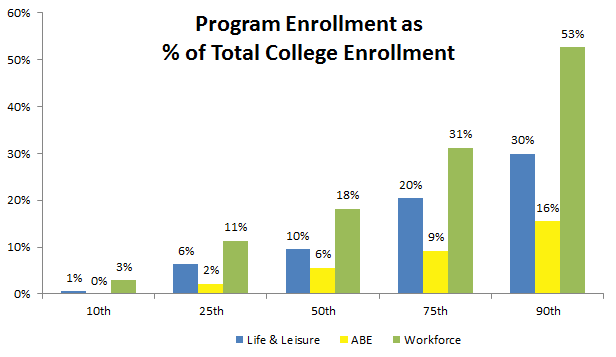 Program Enrollment as
% of Total College Enrollment
60%
50%
40%
30%
20%
10%
0%
1% 0% 3%
6% 2% 11%
10% 6% 18%
20% 9% 31%
30% 16% 53%
10th 25th 50th 75th 90th
Life & Leisure ABE Workforce